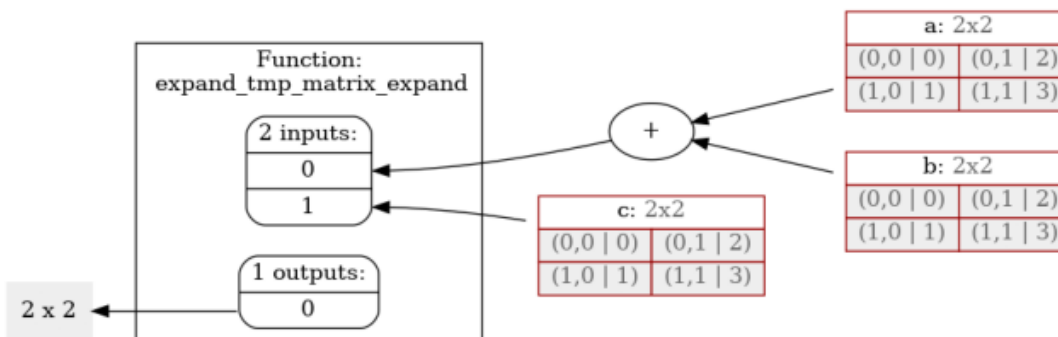 Function:
expand_tmp_matrix_expand
2 inputs:
0
1
1 outputs:
0
2 x 2
+
a: 2x2
(0,0 | 0) (0,1 | 2)
(1,0 | 1) (1,1 | 3)
b: 2x2
(0,0 | 0) (0,1 | 2)
(1,0 | 1) (1,1 | 3)
c: 2x2
(0,0 | 0) (0,1 | 2)
(1,0 | 1) (1,1 | 3)